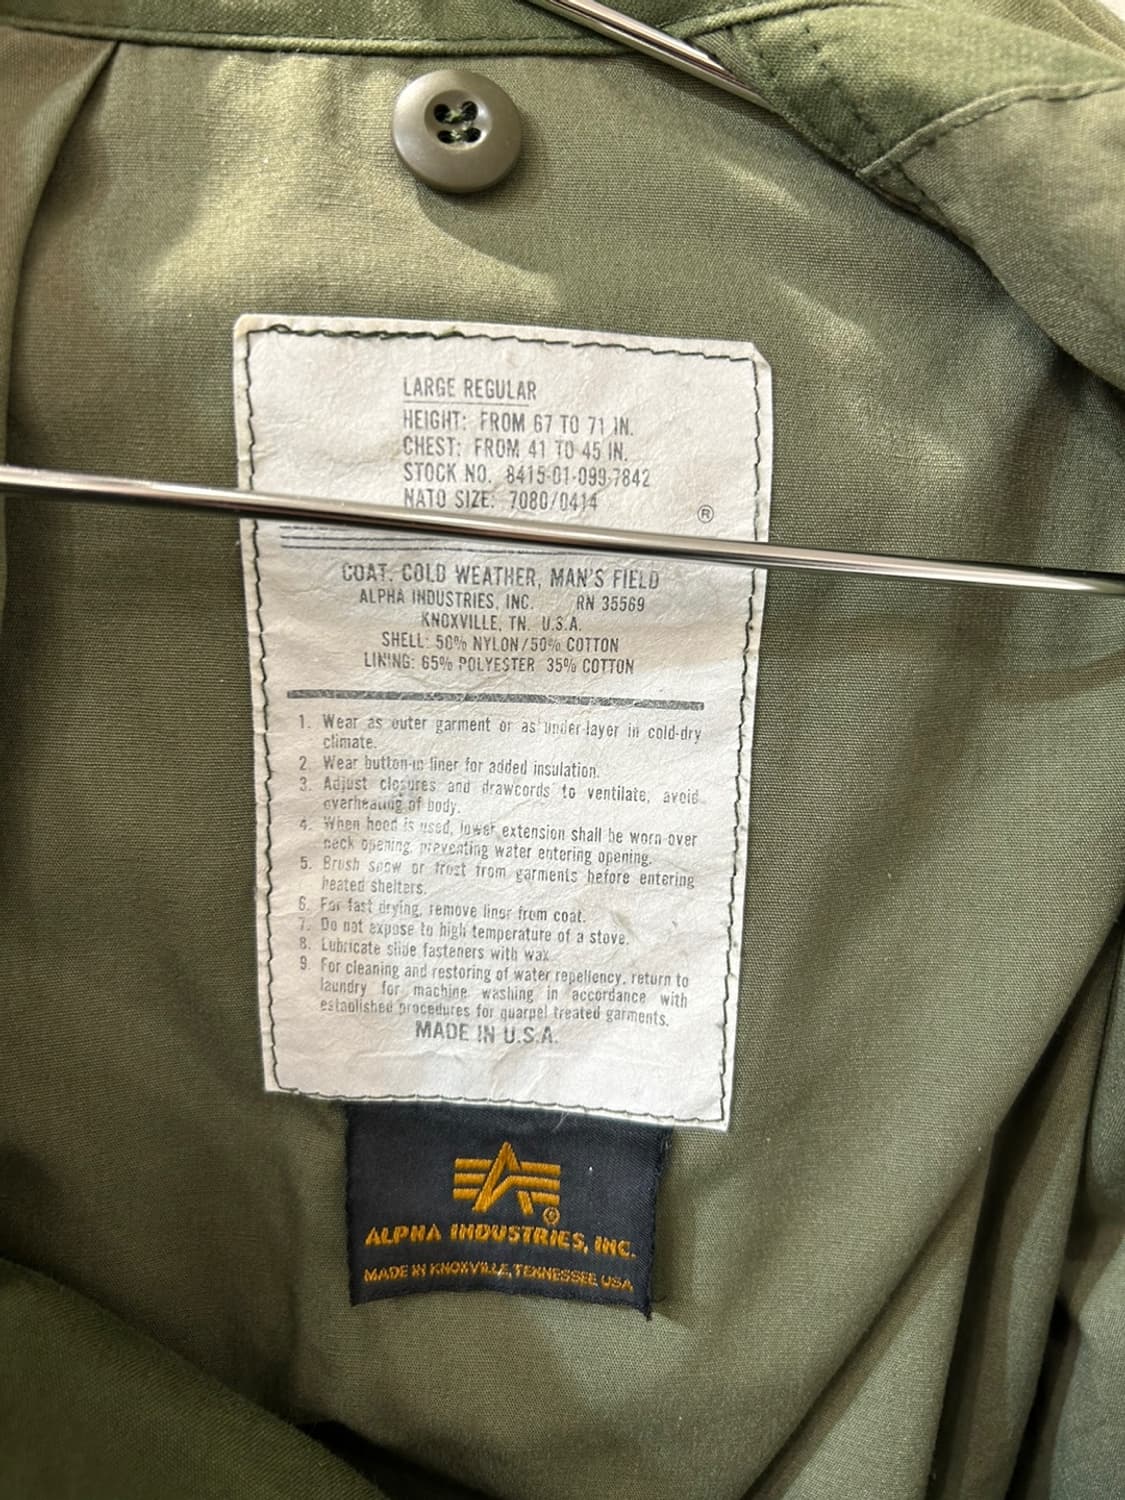 LARGE REGULAR
HEIGHT: FROM 67 TO 71 IN.
CHEST: FROM 41 TO 45 IN.
STOCK NO. 8415-01-099-7842
NATO SIZE: 7080/0414
®
COAT, COLD WEATHER, MAN'S FIELD
ALPHA INDUSTRIES, INC. RN 35569
KNOXVILLE, TN. U.S.A.
SHELL: 50% NYLON/50% COTTON
LINING: 65% POLYESTER 35% COTTON
1. Wear as outer garment or as under layer in cold-dry
climate.
2. Wear button-in liner for added insulation.
3. Adjust closures and drawcords to ventilate, avoid
overheating of body.
4. When hood is used, lower extension shall be worn over
neck opening, preventing water entering opening.
5. Brush snow or frost from garments before entering
heated shelters.
6. For fast drying, remove liner from coat.
7. Do not expose to high temperature of a stove.
8. Lubricate slide fasteners with wax
9. For cleaning and restoring of water repellency, return to
laundry for machine washing in accordance with
established procedures for quarpel treated garments.
MADE IN U.S.A.
ALPHA INDUSTRIES, INC.
MADE IN KNOXVILLE, TENNESSEE USA